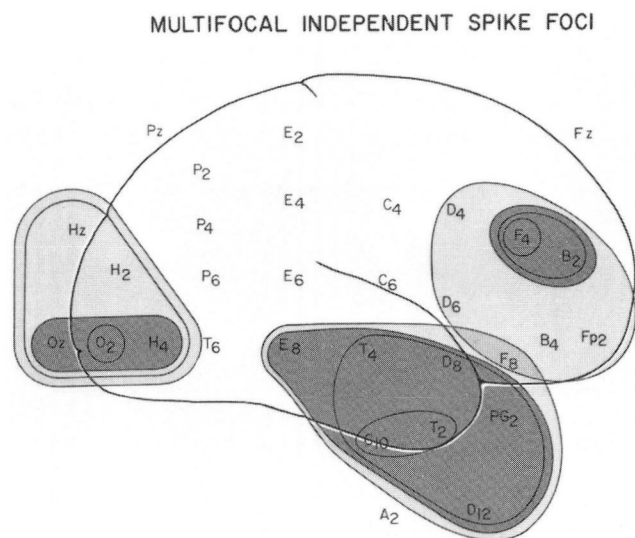 MULTIFOCAL INDEPENDENT SPIKE FOCI
Pz E2 Fz
P2
E4 C4 D4
Hz P4 F4
B2
H2 P6 E6 C6
D6
Oz O2 H4 T6 B4 Fp2
E8 T4 D8 F8
PG2
T2
C10
A2 D12